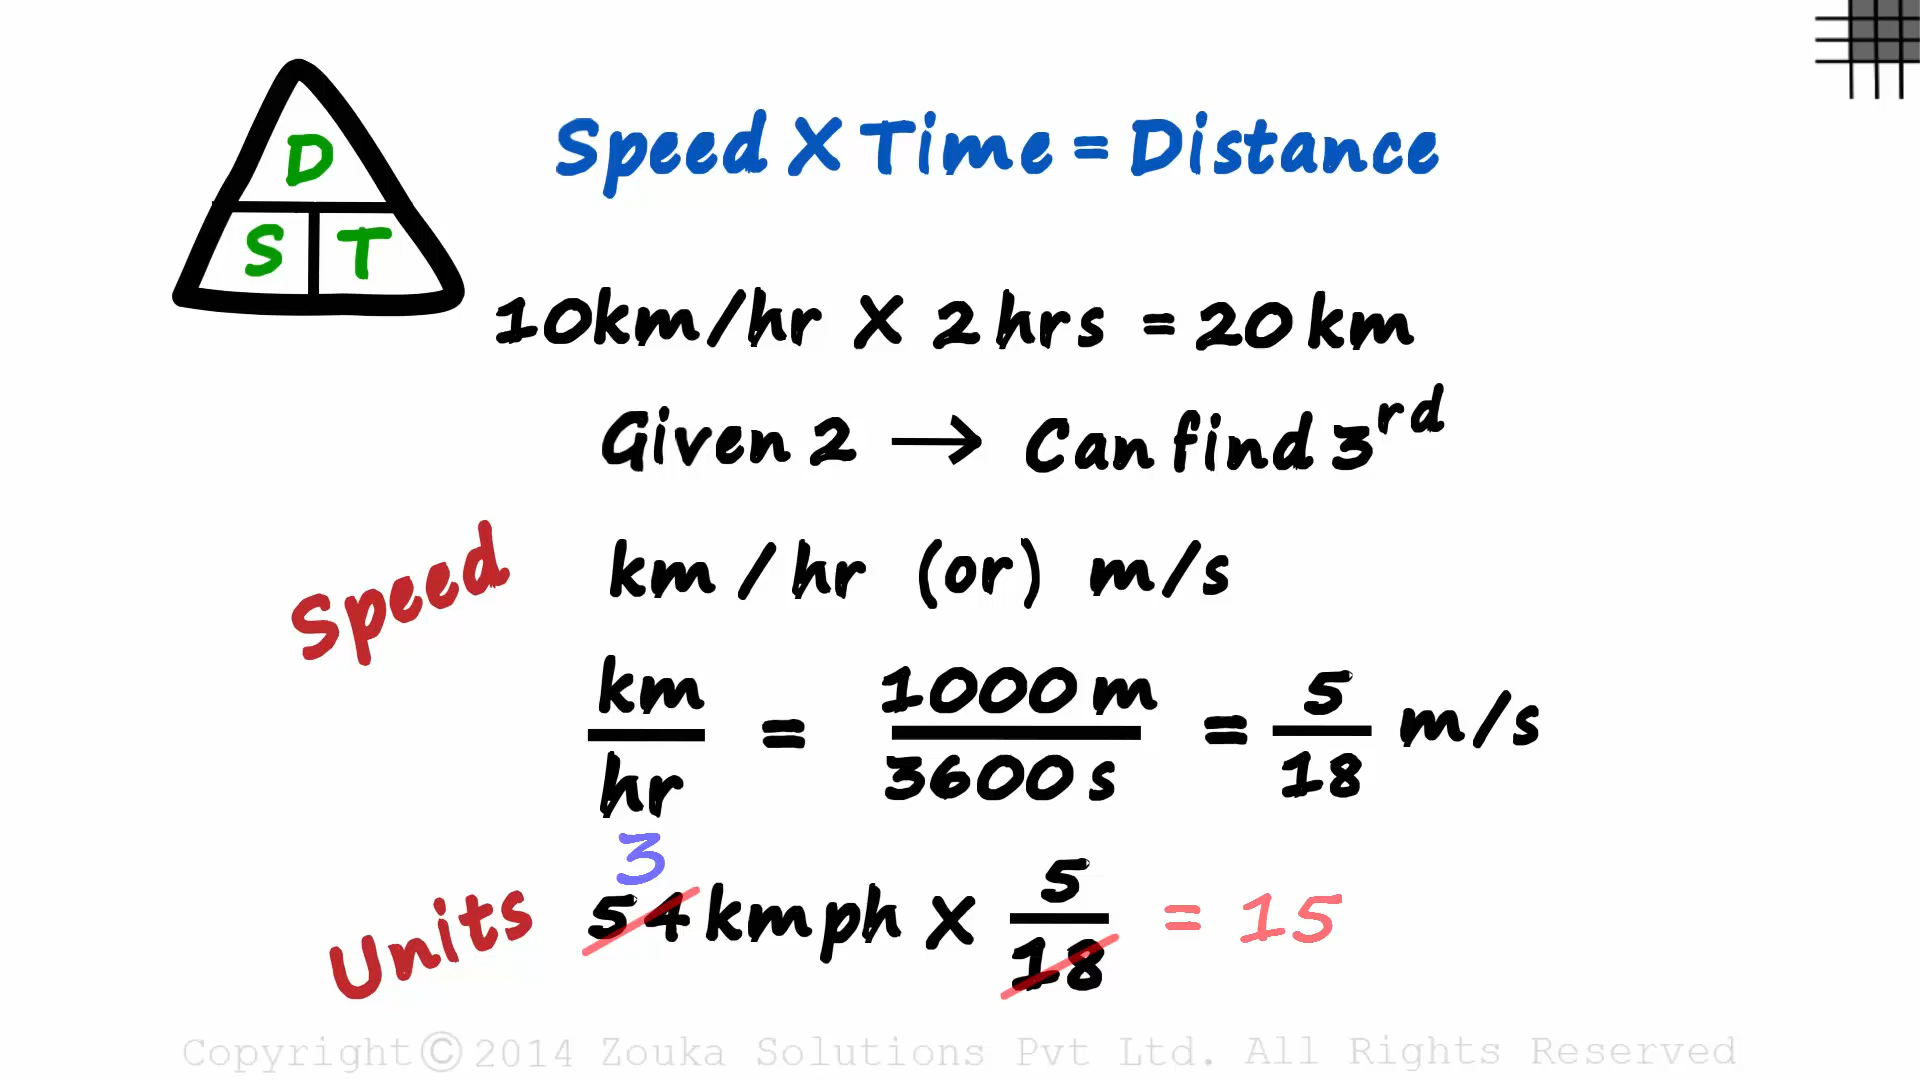 D
S T
Speed X Time = Distance
10km/hr X 2 hrs = 20 km
Given 2 → Can find 3rd
Speed
km / hr (or) m/s
km/hr = 1000 m/3600 s = 5/18 m/s
3
Units
54 kmph X 5/18 = 15
Copyright© 2014 Zouka Solutions Pvt Ltd. All Rights Reserved